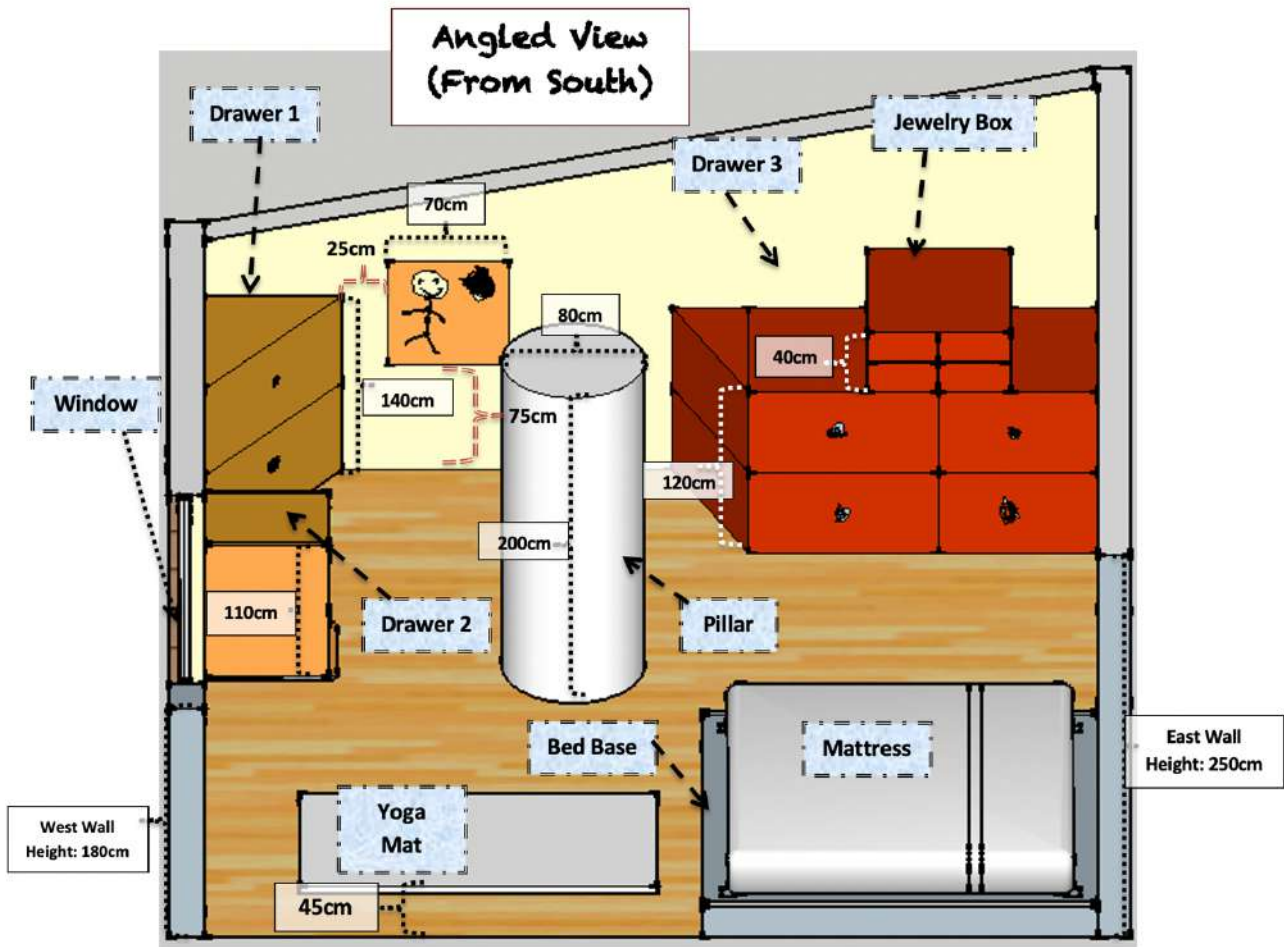 Angled View
(From South)
Drawer 1
Jewelry Box
Drawer 3
70cm
25cm
80cm
40cm
Window
140cm
75cm
120cm
200cm
110cm
Drawer 2
Pillar
Bed Base
Mattress
East Wall
Height: 250cm
Yoga
Mat
West Wall
Height: 180cm
45cm